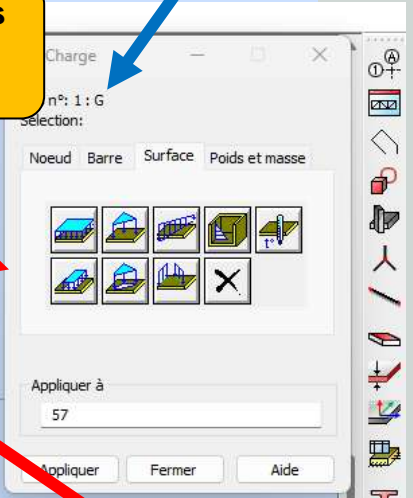 s
Charge
n°: 1 : G
Sélection:
Noeud Barre Surface Poids et masse
t°
Appliquer à
57
Appliquer Fermer Aide